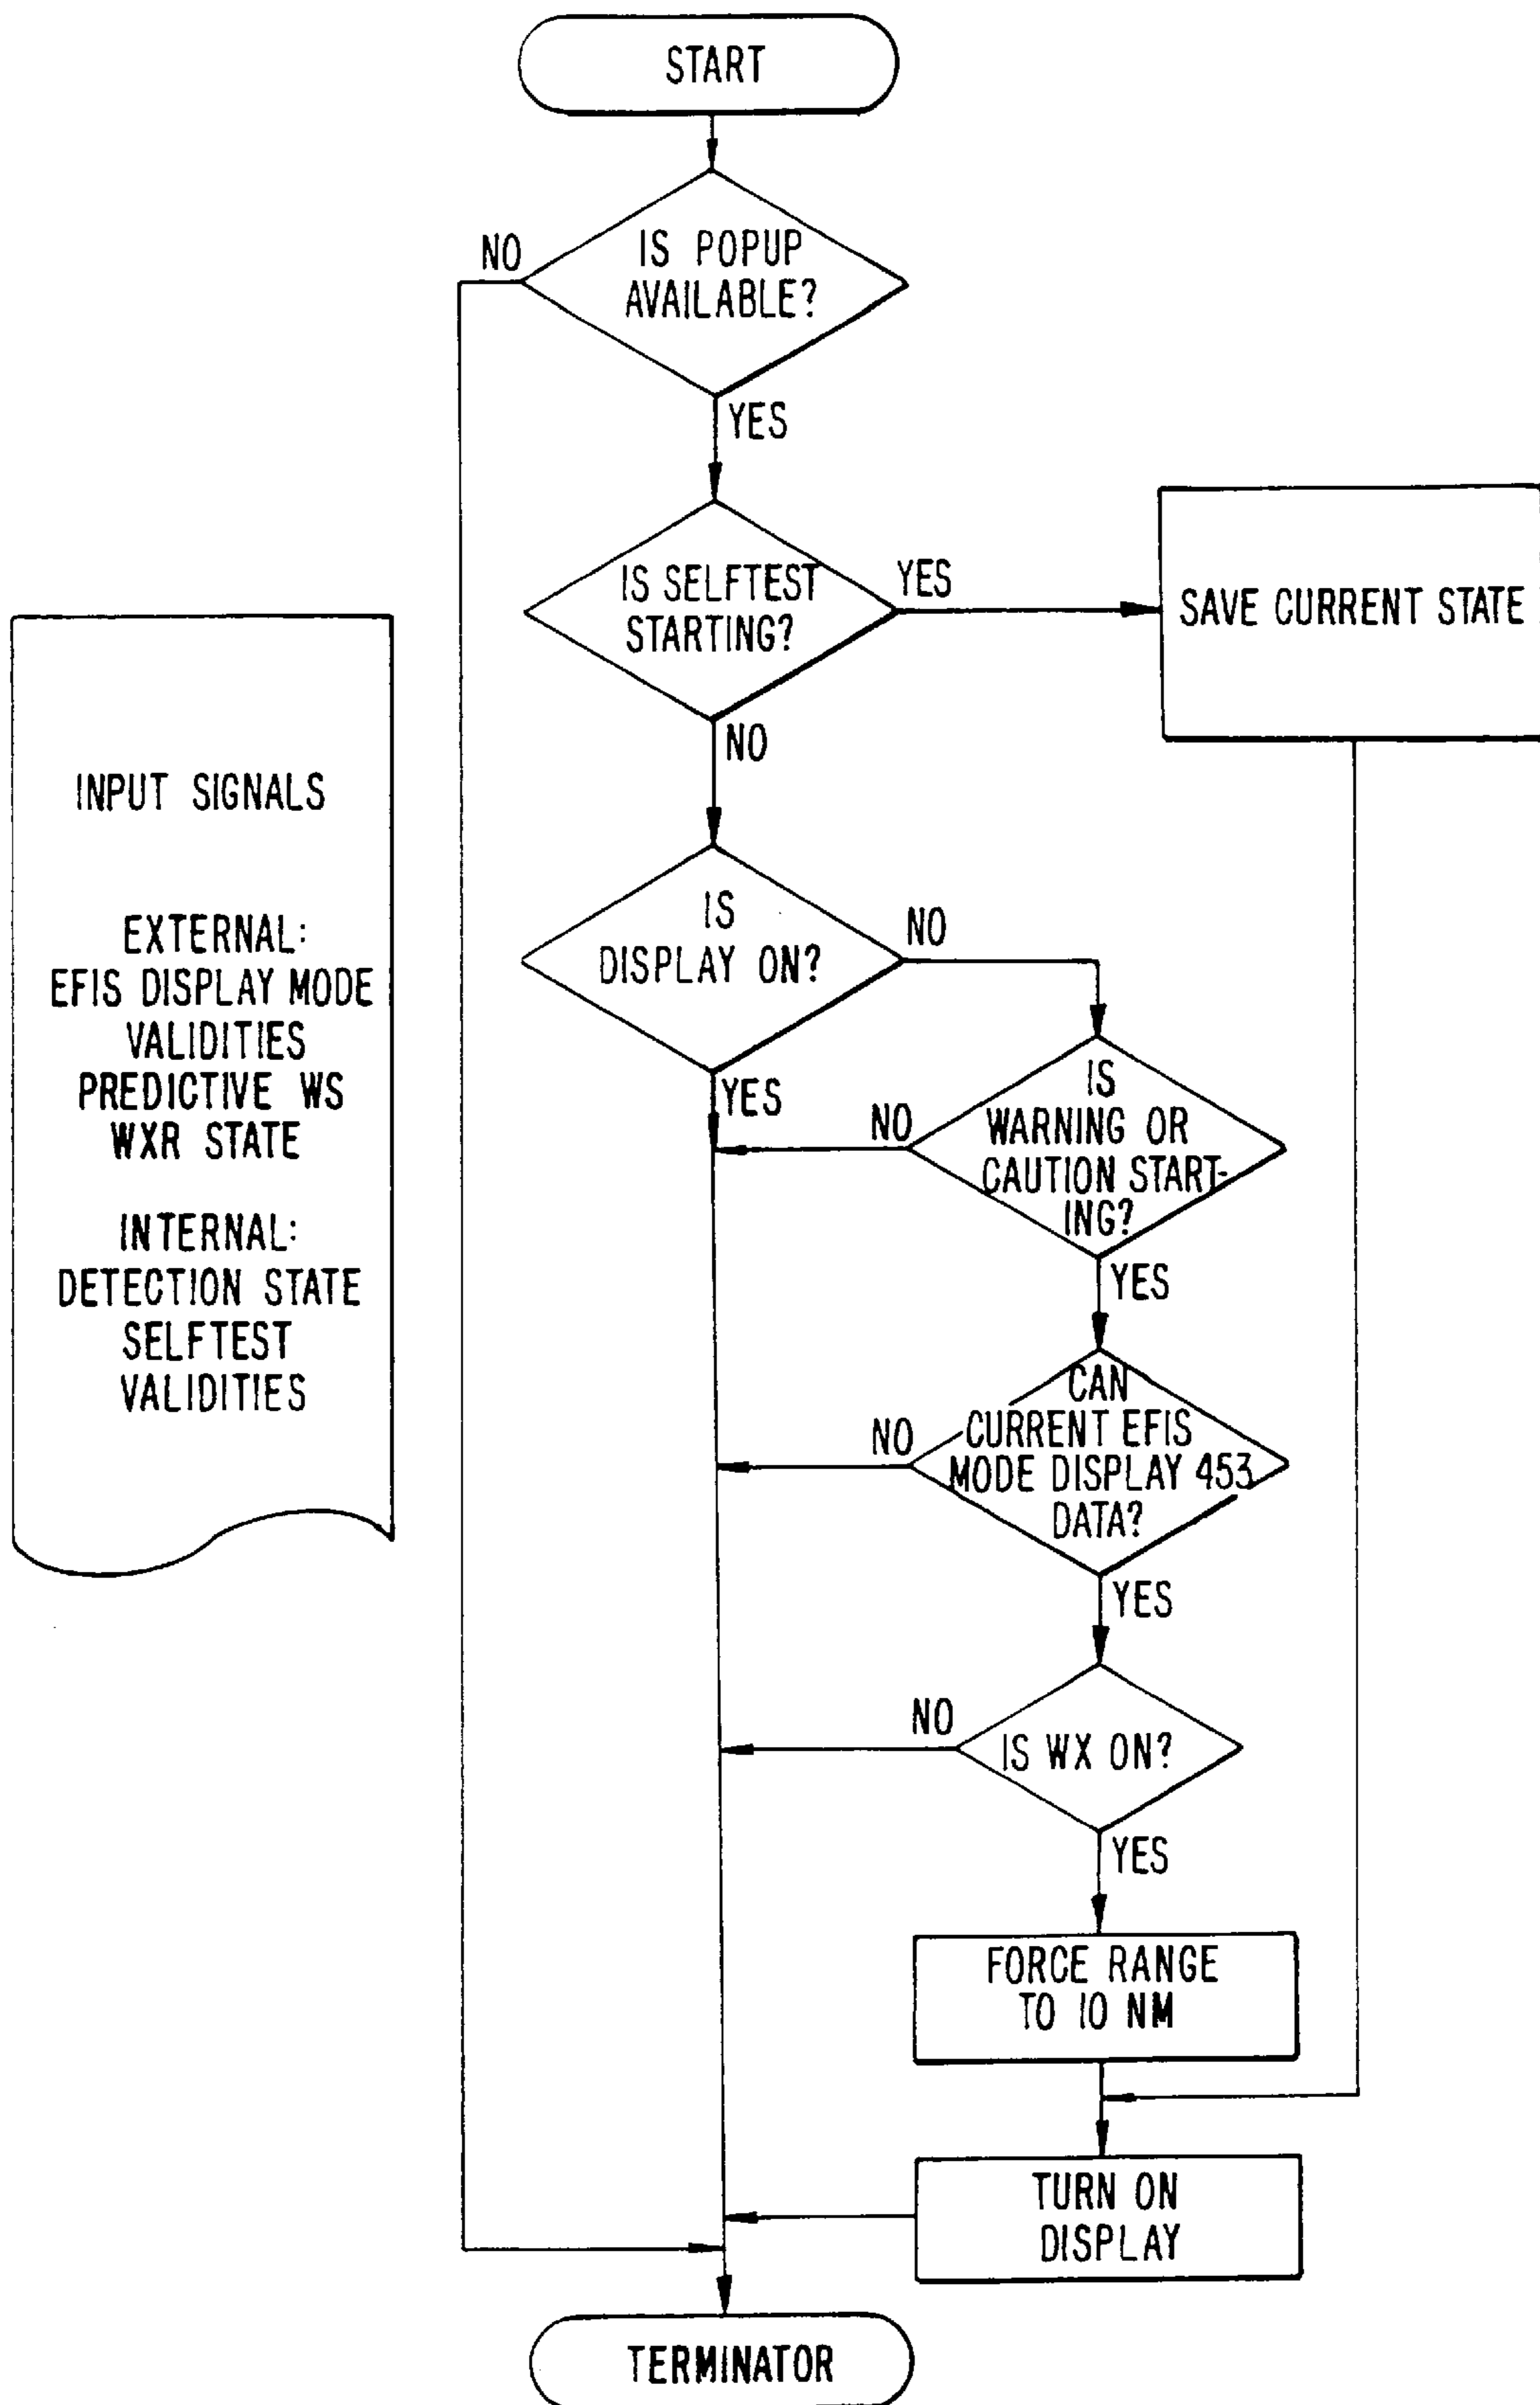 START
IS POPUP
AVAILABLE?
NO
YES
IS SELFTEST
STARTING?
YES
SAVE CURRENT STATE
NO
INPUT SIGNALS
EXTERNAL:
EFIS DISPLAY MODE
VALIDITIES
PREDICTIVE WS
WXR STATE
INTERNAL:
DETECTION STATE
SELFTEST
VALIDITIES
IS
DISPLAY ON?
NO
YES
IS
WARNING OR
CAUTION START-
ING?
NO
YES
CAN
CURRENT EFIS
MODE DISPLAY 453
DATA?
NO
YES
IS WX ON?
NO
YES
FORCE RANGE
TO 10 NM
TURN ON
DISPLAY
TERMINATOR